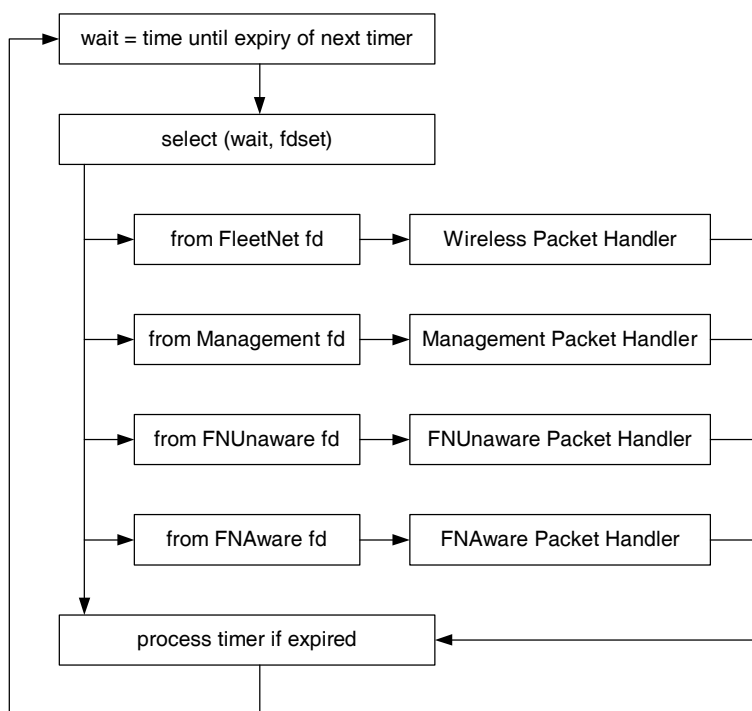 wait = time until expiry of next timer
select (wait, fdset)
from FleetNet fd
Wireless Packet Handler
from Management fd
Management Packet Handler
from FNUnaware fd
FNUnaware Packet Handler
from FNAware fd
FNAware Packet Handler
process timer if expired